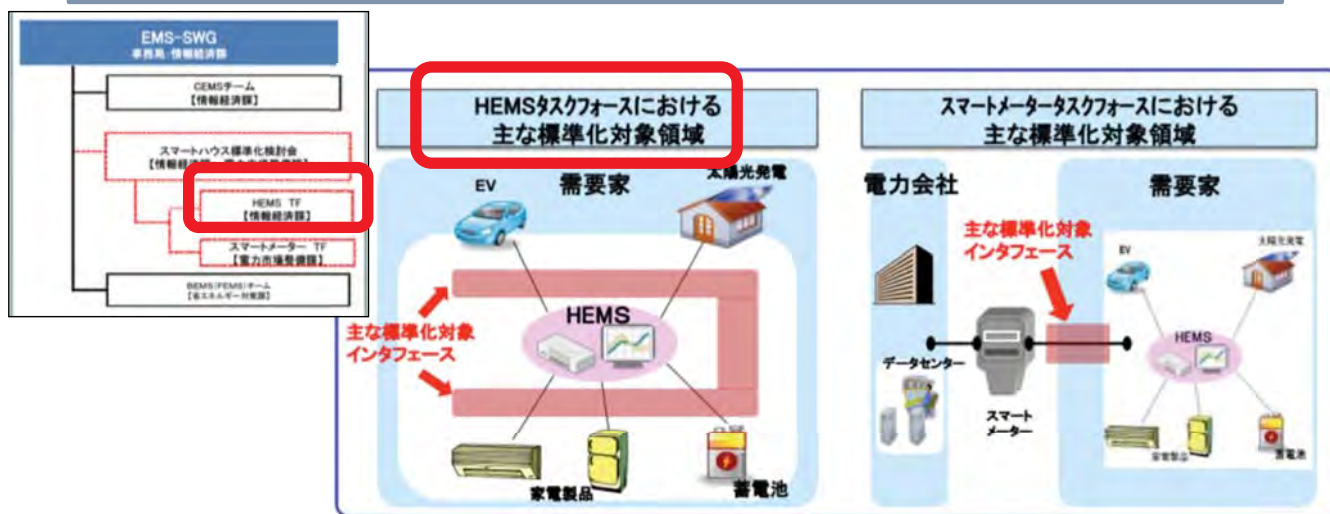 EMS-SWG
事務局 情報経済課
CEMSチーム
【情報経済課】
スマートハウス標準化検討会
【情報経
HEMS TF
【情報経済課】
スマートメーター TF
【電力市場整備課】
BEMS(FEMS)チーム
【省エネルギー対策課】
HEMSタスクフォースにおける
主な標準化対象領域
EV
需要家
太陽光発電
主な標準化対象
インタフェース
HEMS
家電製品
蓄電池
スマートメータータスクフォースにおける
主な標準化対象領域
電力会社
需要家
主な標準化対象
インタフェース
EV
太陽光発電
HEMS
データセンター
スマート
メーター
家電製品
蓄電池